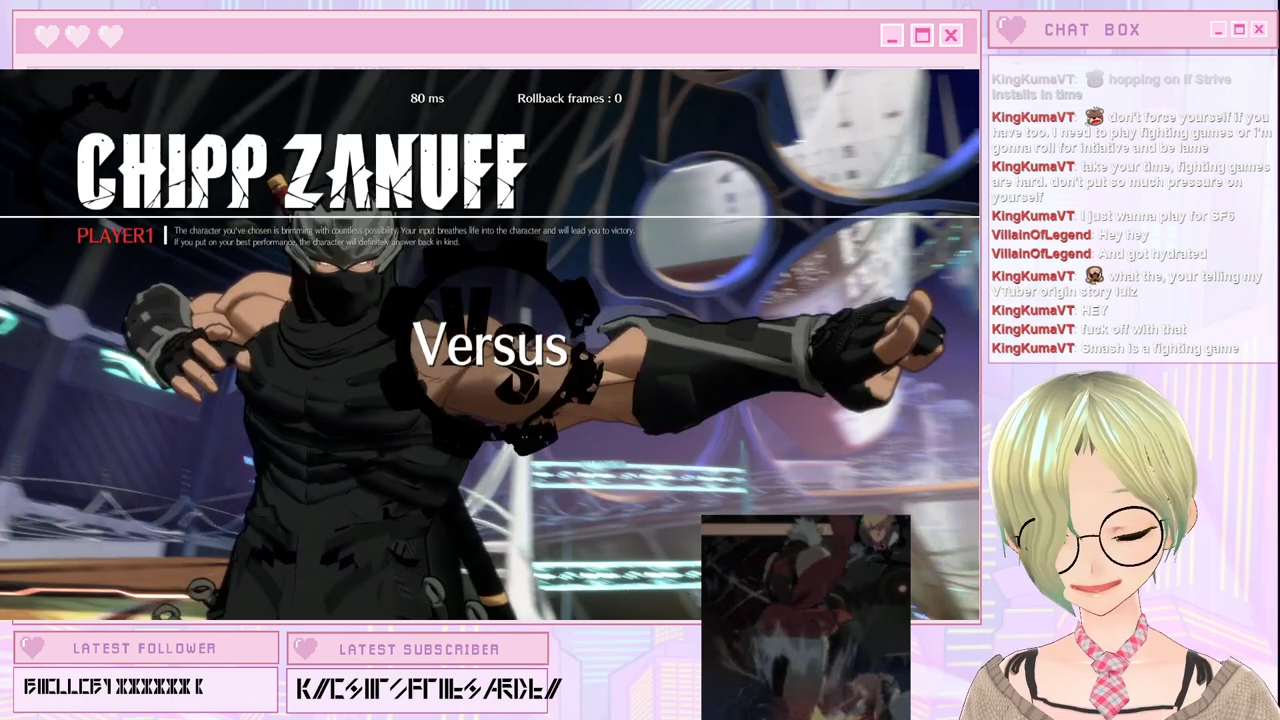 CHAT BOX
80 ms
Rollback frames : 0
CHIPP ZANUFF
PLAYER1
The character you've chosen is brimming with countless possibility. Your input breathes life into the character and will lead you to victory.
If you put on your best performance, the character will definitely answer back in kind.
Versus
KingKumaVT: hopping on if Strive
installs in time
KingKumaVT: don't force yourself if you
have too. I need to play fighting games or I'm
gonna roll for intiative and be lame
KingKumaVT: take your time, fighting games
are hard. don't put so much pressure on
yourself
KingKumaVT: I just wanna play for SF6
VillainOfLegend: Hey hey
VillainOfLegend: And got hydrated
KingKumaVT: what the, your telling my
VTuber origin story lulz
KingKumaVT: HEY
KingKumaVT: fuck off with that
KingKumaVT: Smash is a fighting game
LATEST FOLLOWER
LATEST SUBSCRIBER